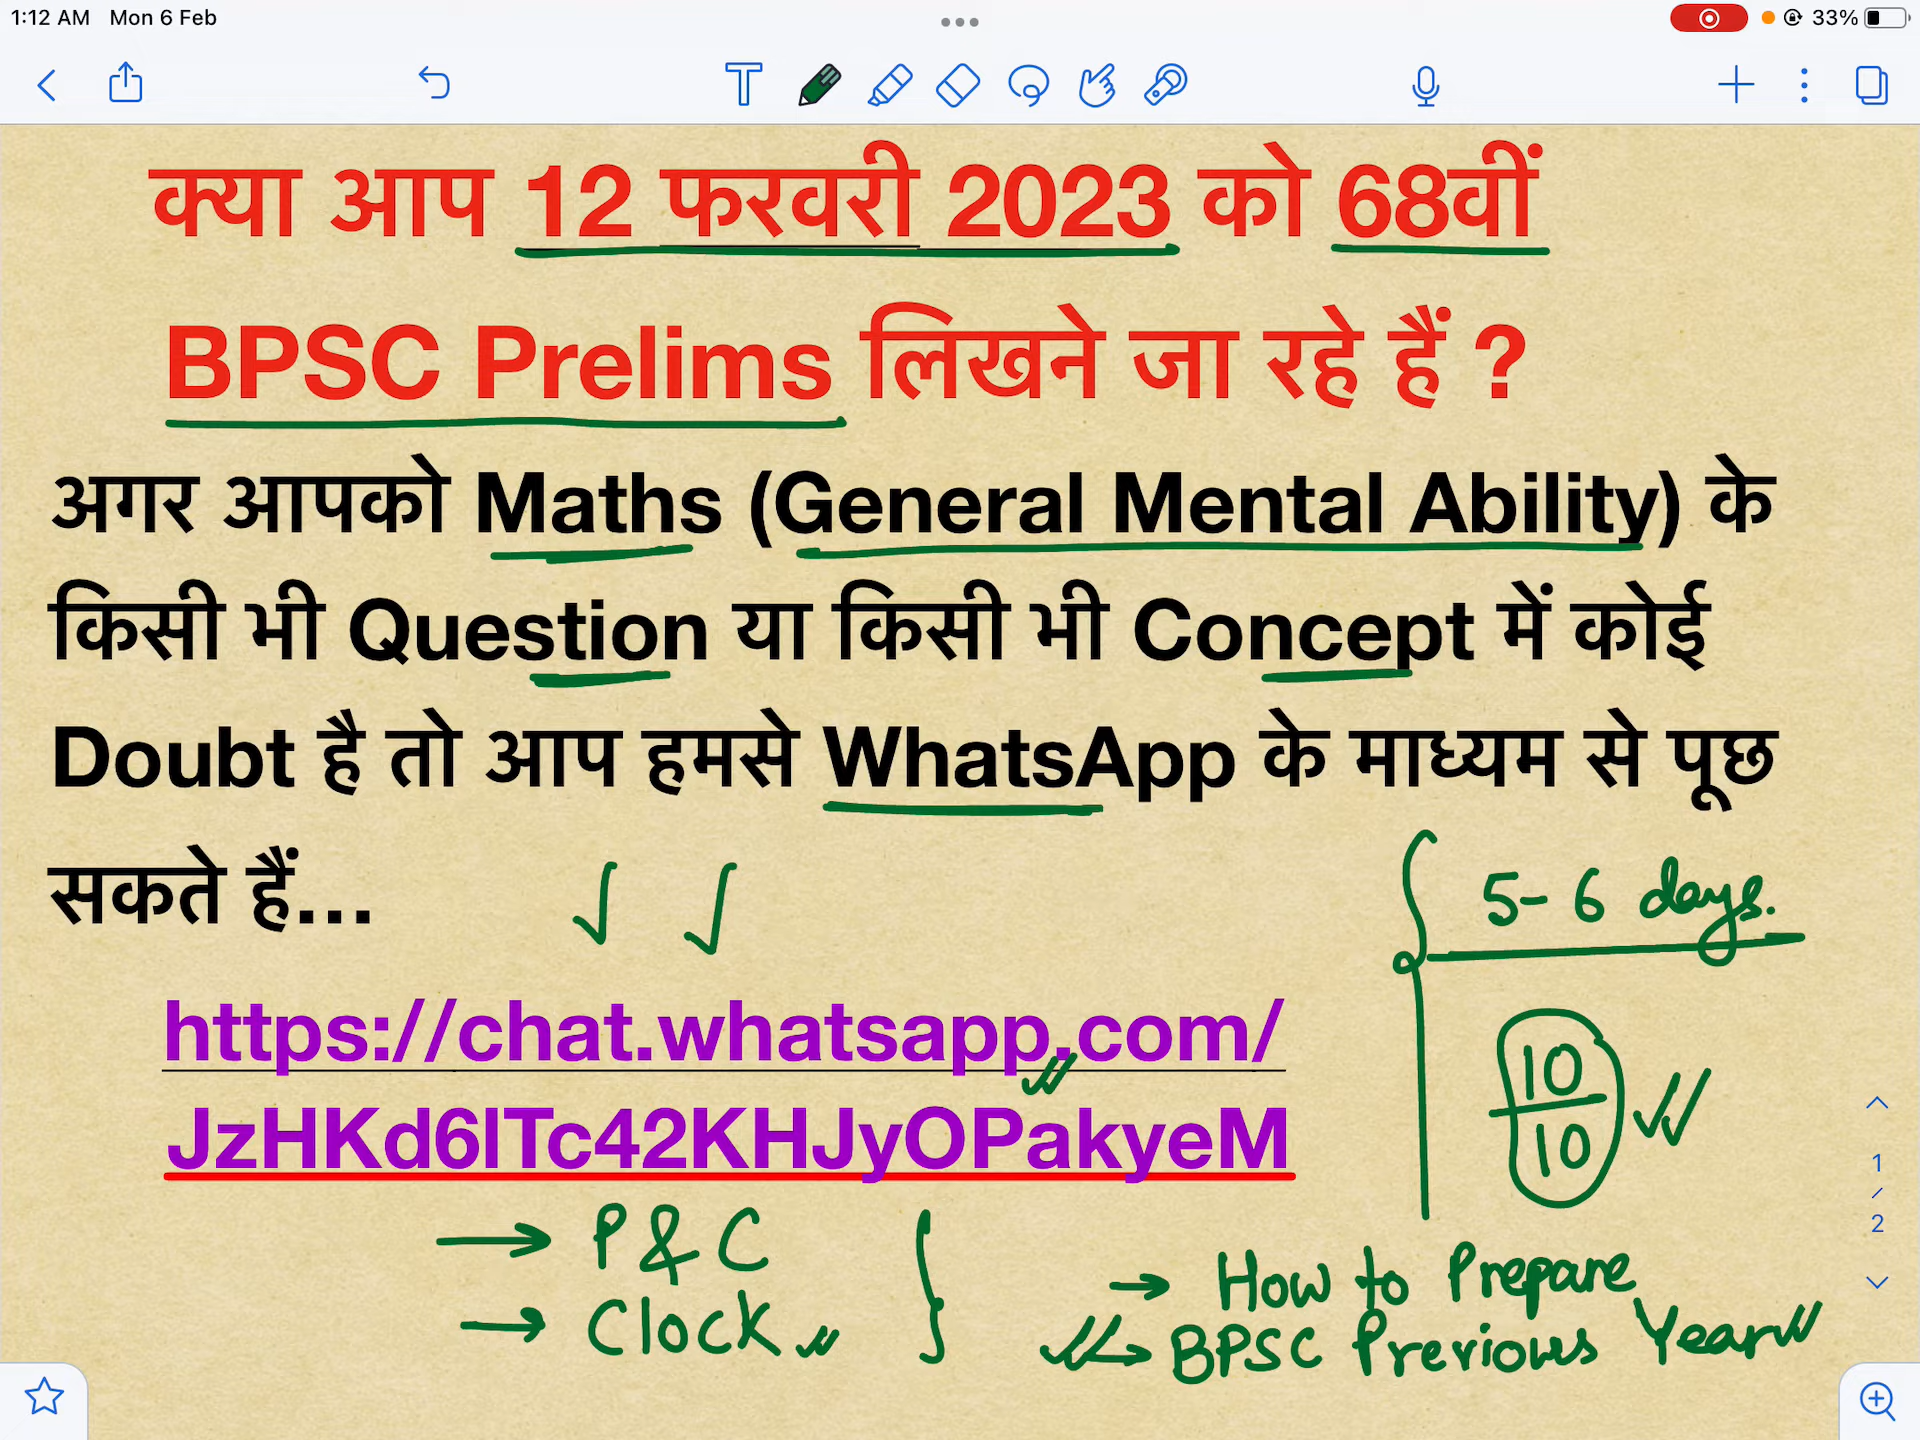 1:12 AM Mon 6 Feb
33%
क्या आप 12 फरवरी 2023 को 68वीं
BPSC Prelims लिखने जा रहे हैं ?
अगर आपको Maths (General Mental Ability) के
किसी भी Question या किसी भी Concept में कोई
Doubt है तो आप हमसे WhatsApp के माध्यम से पूछ
सकते हैं...
5-6 days.
https://chat.whatsapp.com/
JzHKd6lTc42KHJyOPakyeM
10
10
1
/
2
→ P & C
→ Clock
→ How to Prepare
→ BPSC Previous Year